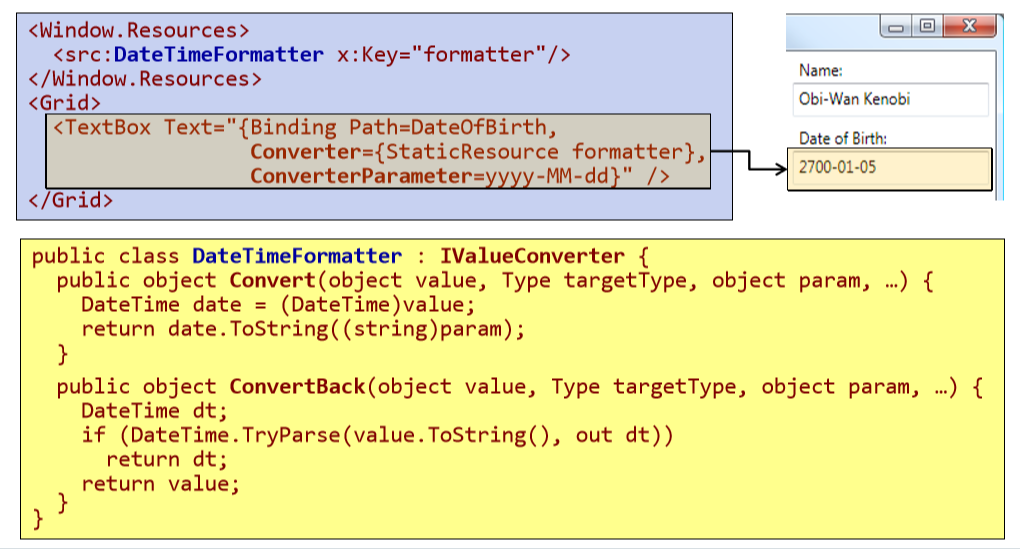 <Window.Resources>
<src:DateTimeFormatter x:Key="formatter"/>
</Window.Resources>
<Grid>
<TextBox Text="{Binding Path=DateOfBirth,
Converter={StaticResource formatter},
ConverterParameter=yyyy-MM-dd}" />
</Grid>
Name:
Obi-Wan Kenobi
Date of Birth:
2700-01-05
public class DateTimeFormatter : IValueConverter {
public object Convert(object value, Type targetType, object param, …) {
DateTime date = (DateTime)value;
return date.ToString((string)param);
}
public object ConvertBack(object value, Type targetType, object param, …) {
DateTime dt;
if (DateTime.TryParse(value.ToString(), out dt))
return dt;
return value;
}
}